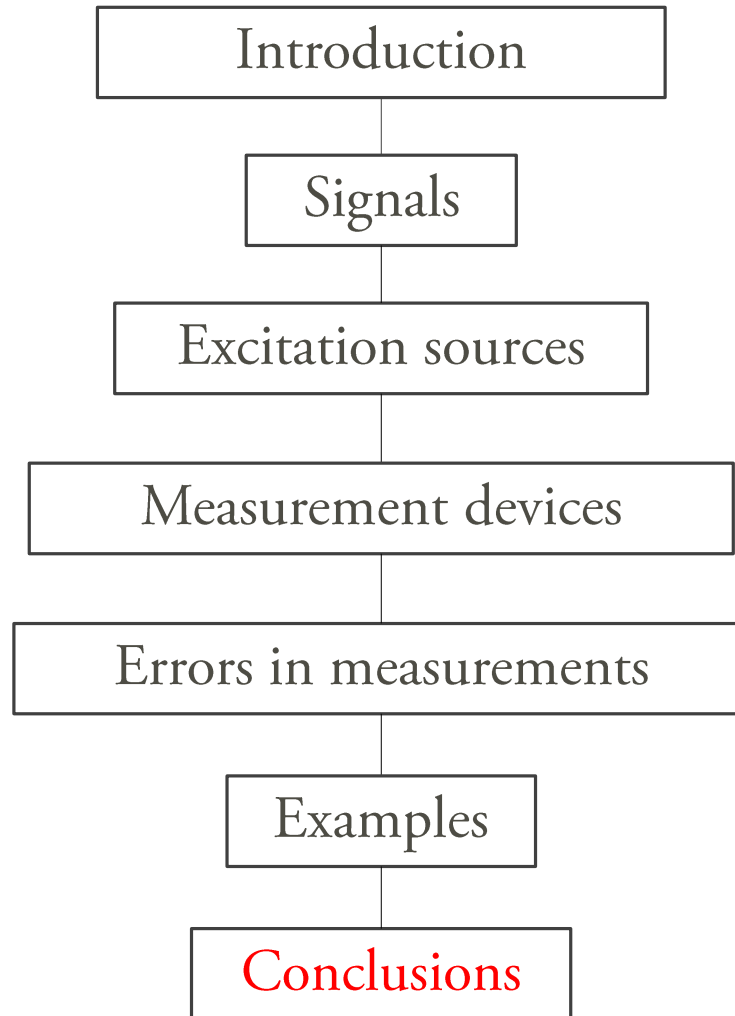 Introduction
Signals
Excitation sources
Measurement devices
Errors in measurements
Examples
Conclusions